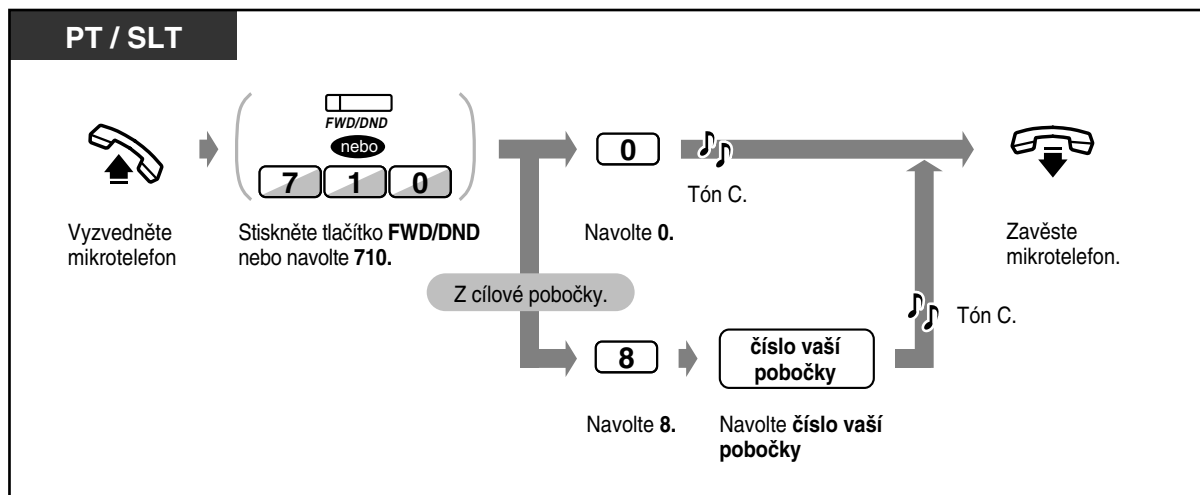 PT / SLT
FWD/DND
nebo
7 1 0
Vyzvedněte
mikrotelefon
Stiskněte tlačítko FWD/DND
nebo navolte 710.
0
Tón C.
Navolte 0.
Zavěste
mikrotelefon.
Z cílové pobočky.
Tón C.
8
číslo vaší
pobočky
Navolte 8.
Navolte číslo vaší
pobočky